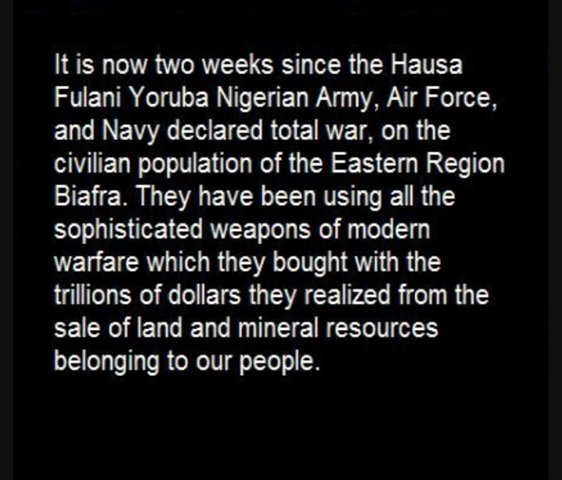 It is now two weeks since the Hausa
Fulani Yoruba Nigerian Army, Air Force,
and Navy declared total war, on the
civilian population of the Eastern Region
Biafra. They have been using all the
sophisticated weapons of modern
warfare which they bought with the
trillions of dollars they realized from the
sale of land and mineral resources
belonging to our people.